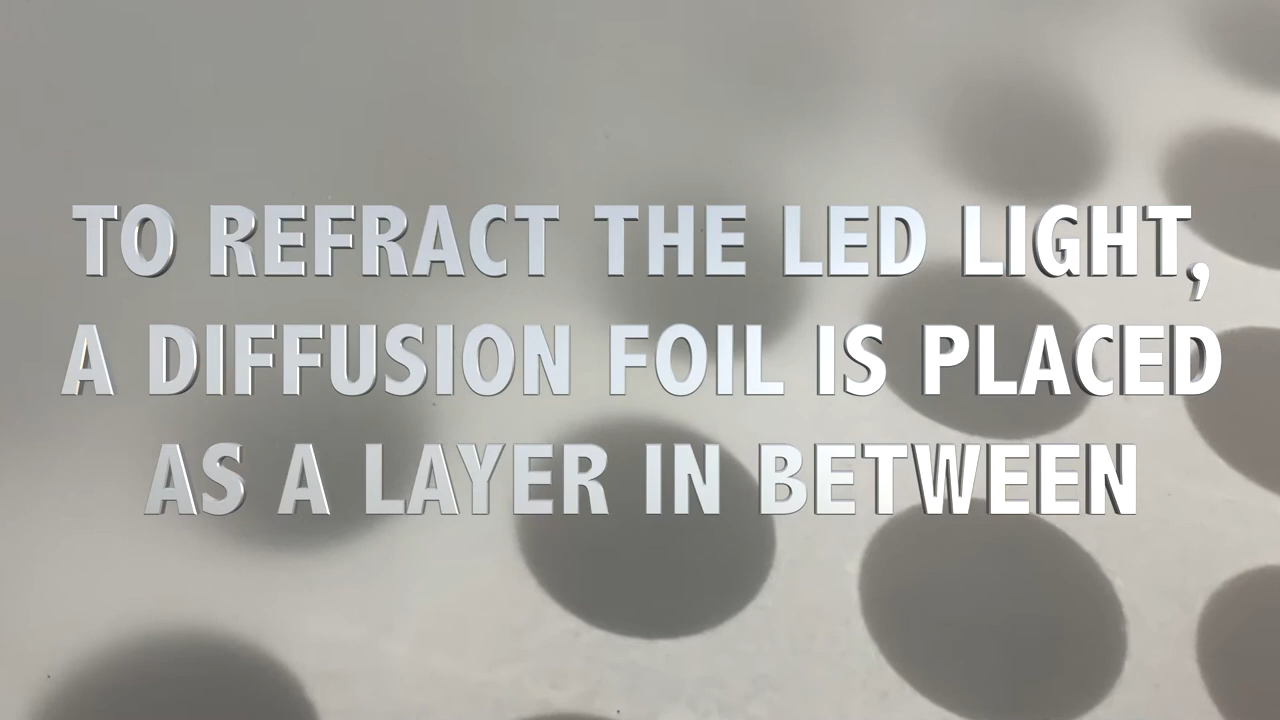 TO REFRACT THE LED LIGHT,
A DIFFUSION FOIL IS PLACED
AS A LAYER IN BETWEEN